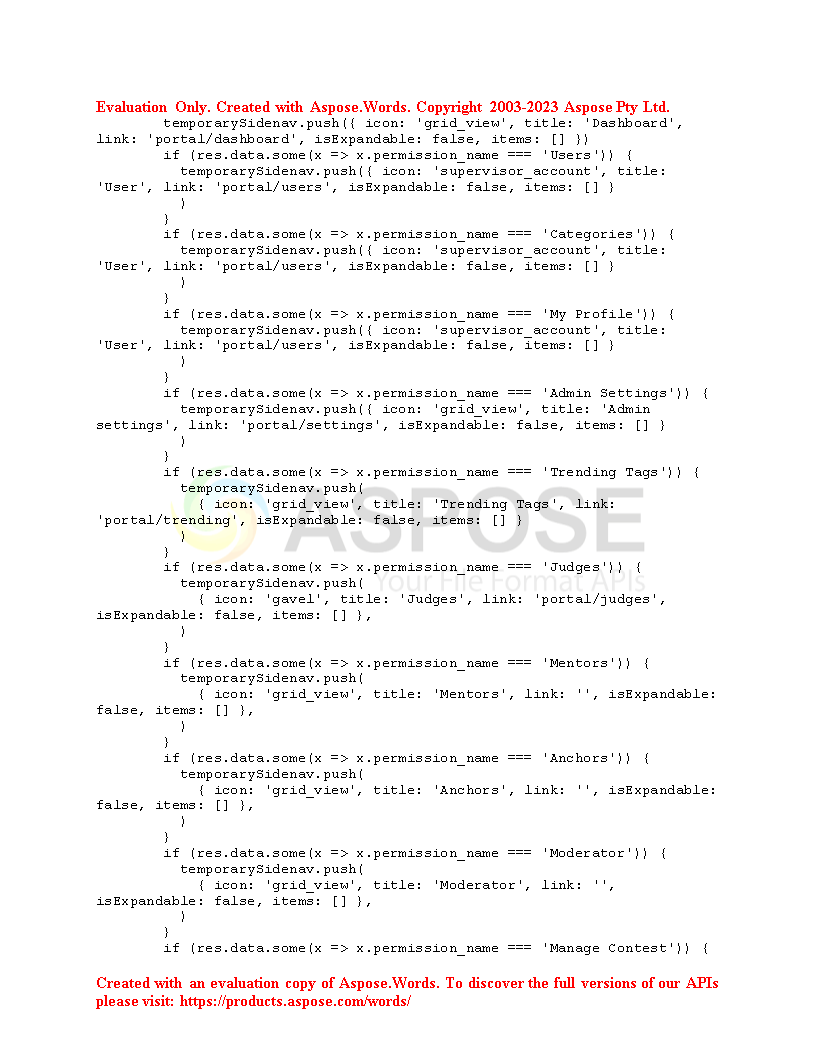 Evaluation Only. Created with Aspose.Words. Copyright 2003-2023 Aspose Pty Ltd.
        temporarySidenav.push({ icon: 'grid_view', title: 'Dashboard',
link: 'portal/dashboard', isExpandable: false, items: [] })
        if (res.data.some(x => x.permission_name === 'Users')) {
          temporarySidenav.push({ icon: 'supervisor_account', title:
'User', link: 'portal/users', isExpandable: false, items: [] }
          )
        }
        if (res.data.some(x => x.permission_name === 'Categories')) {
          temporarySidenav.push({ icon: 'supervisor_account', title:
'User', link: 'portal/users', isExpandable: false, items: [] }
          )
        }
        if (res.data.some(x => x.permission_name === 'My Profile')) {
          temporarySidenav.push({ icon: 'supervisor_account', title:
'User', link: 'portal/users', isExpandable: false, items: [] }
          )
        }
        if (res.data.some(x => x.permission_name === 'Admin Settings')) {
          temporarySidenav.push({ icon: 'grid_view', title: 'Admin
settings', link: 'portal/settings', isExpandable: false, items: [] }
          )
        }
        if (res.data.some(x => x.permission_name === 'Trending Tags')) {
          temporarySidenav.push(
            { icon: 'grid_view', title: 'Trending Tags', link:
'portal/trending', isExpandable: false, items: [] }
          )
        }
ASPOSE
        if (res.data.some(x => x.permission_name === 'Judges')) {
          temporarySidenav.push(
Your File Format APIs
            { icon: 'gavel', title: 'Judges', link: 'portal/judges',
isExpandable: false, items: [] },
          )
        }
        if (res.data.some(x => x.permission_name === 'Mentors')) {
          temporarySidenav.push(
            { icon: 'grid_view', title: 'Mentors', link: '', isExpandable:
false, items: [] },
          )
        }
        if (res.data.some(x => x.permission_name === 'Anchors')) {
          temporarySidenav.push(
            { icon: 'grid_view', title: 'Anchors', link: '', isExpandable:
false, items: [] },
          )
        }
        if (res.data.some(x => x.permission_name === 'Moderator')) {
          temporarySidenav.push(
            { icon: 'grid_view', title: 'Moderator', link: '',
isExpandable: false, items: [] },
          )
        }
        if (res.data.some(x => x.permission_name === 'Manage Contest')) {
Created with an evaluation copy of Aspose.Words. To discover the full versions of our APIs
please visit: https://products.aspose.com/words/